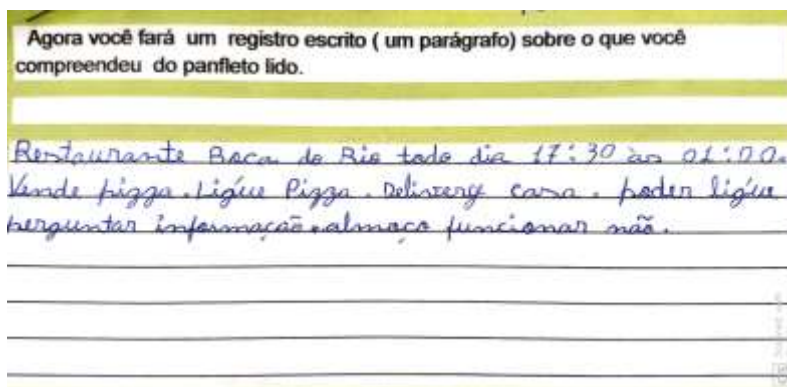 Agora você fará um registro escrito ( um parágrafo) sobre o que você
compreendeu do panfleto lido.
Restaurante Boca do Rio todo dia 17:30 às 01:00.
Vende pizza. Ligue Pizza. Delivery casa. poder ligue
perguntar informação. almoço funcionar não.